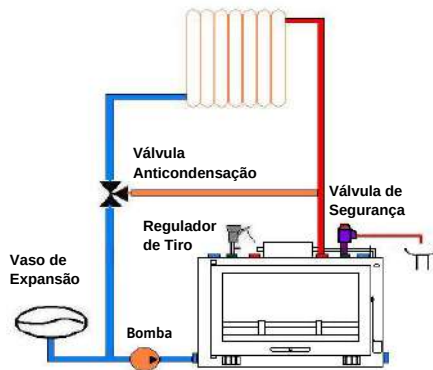 Válvula
Anticondensação
Válvula de
Segurança
Regulador
de Tiro
Vaso de
Expansão
Bomba